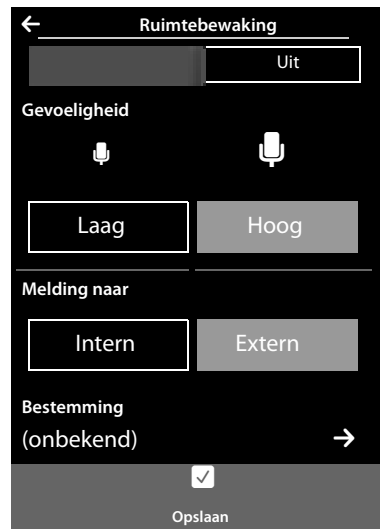 Ruimtebewaking
Uit
Gevoeligheid
Laag Hoog
Melding naar
Intern Extern
Bestemming
(onbekend)
Opslaan